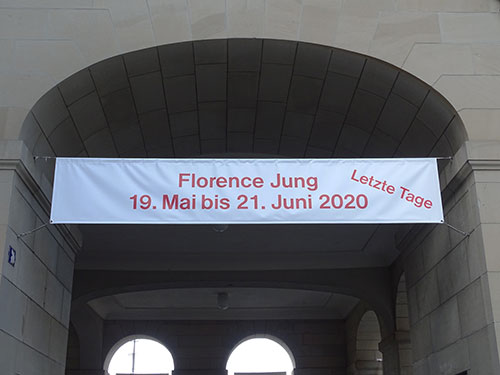 Florence Jung
19. Mai bis 21. Juni 2020
Letzte Tage